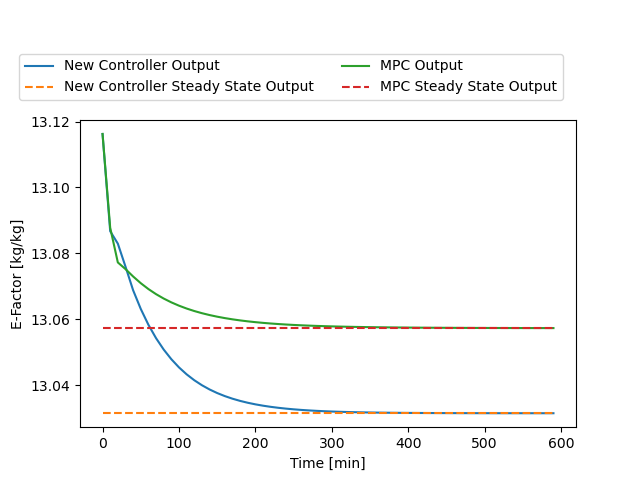 New Controller Output
New Controller Steady State Output
MPC Output
MPC Steady State Output
13.12
13.10
13.08
13.06
13.04
E-Factor [kg/kg]
0 100 200 300 400 500 600
Time [min]